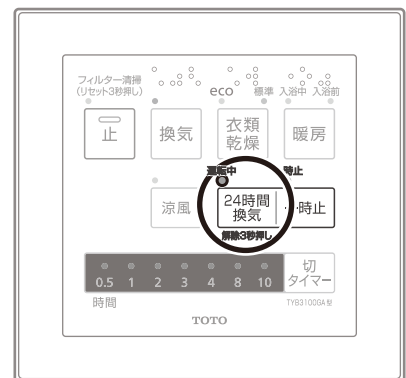 フィルター清掃
(リセット3秒押し)
eco 標準 入浴中 入浴前
止 換気 衣類乾燥 暖房
運転中 一時止
涼風 24時間換気 一時止
解除3秒押し
0.5 1 2 3 4 8 10 切タイマー
時間 TYB3100GA型
TOTO